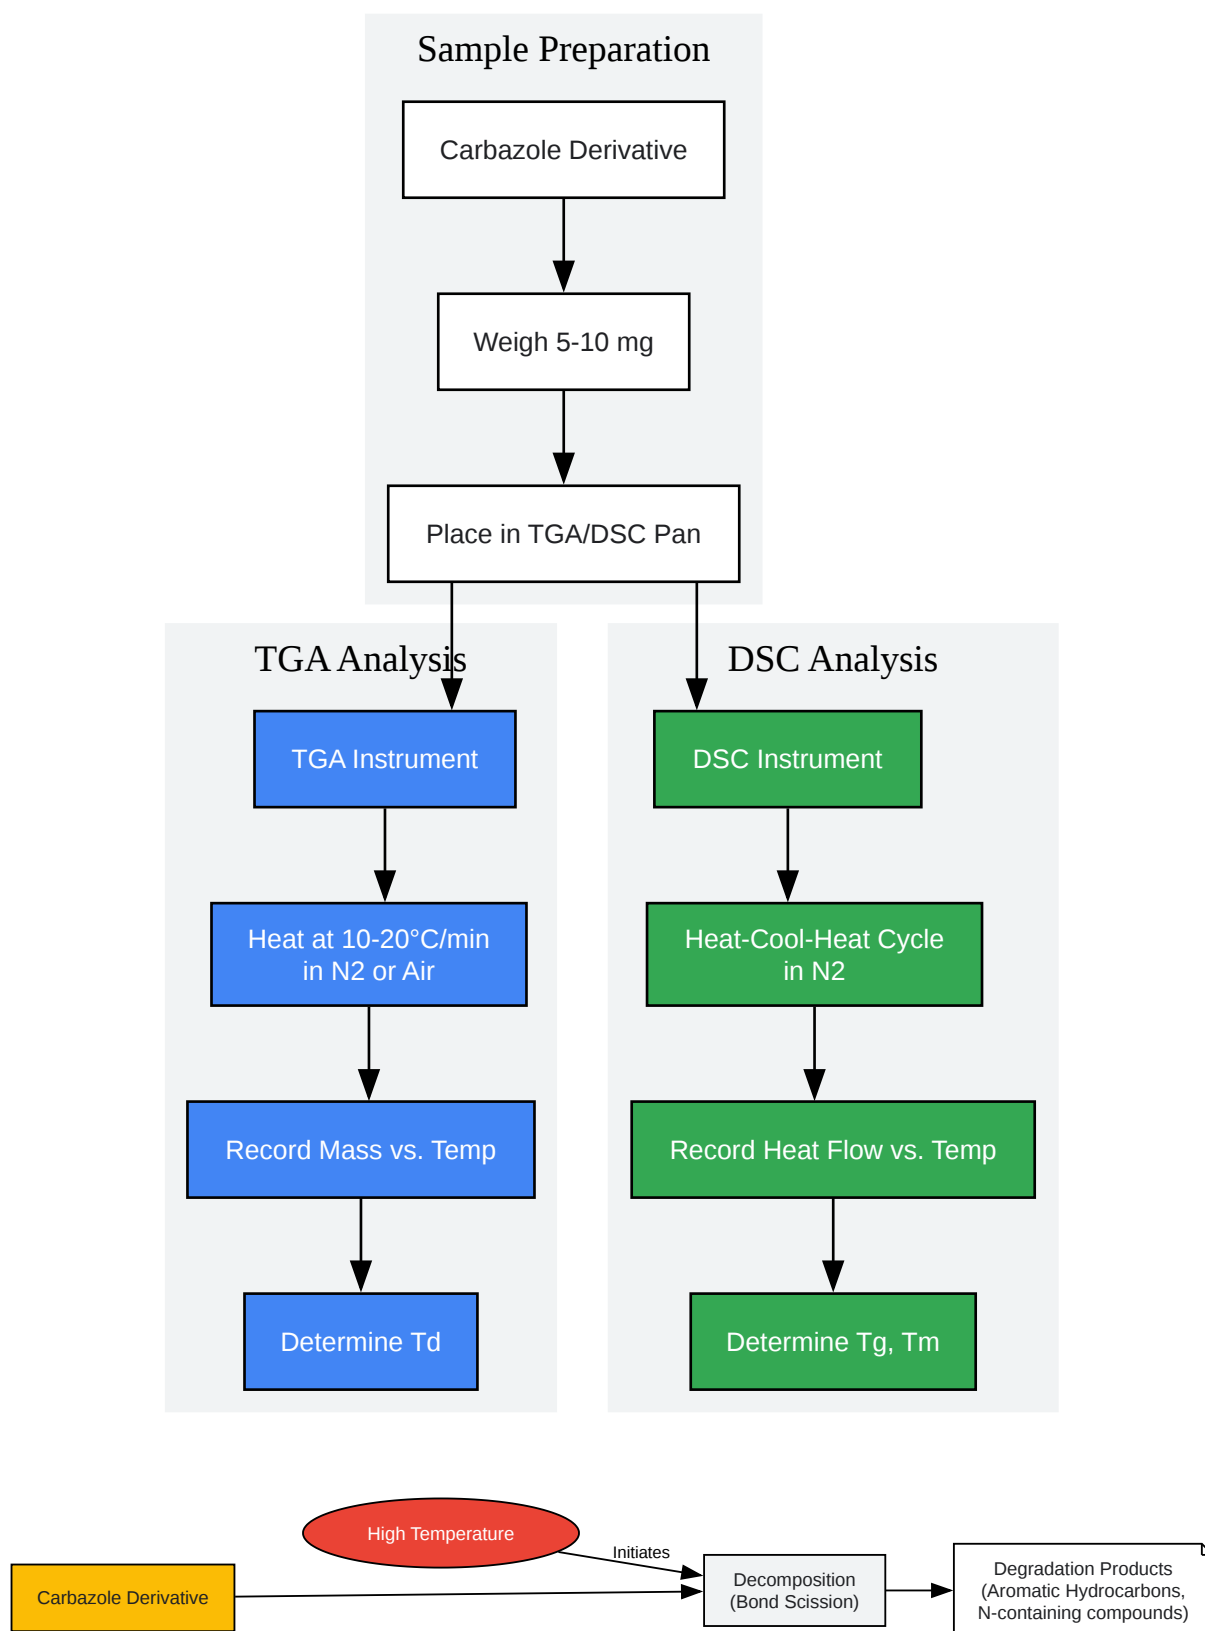 Sample Preparation
Carbazole Derivative
Weigh 5-10 mg
Place in TGA/DSC Pan
TGA Analysis
TGA Instrument
Heat at 10-20°C/min
in N2 or Air
Record Mass vs. Temp
Determine Td
DSC Analysis
DSC Instrument
Heat-Cool-Heat Cycle
in N2
Record Heat Flow vs. Temp
Determine Tg, Tm
High Temperature
Initiates
Carbazole Derivative
Decomposition
(Bond Scission)
Degradation Products
(Aromatic Hydrocarbons,
N-containing compounds)